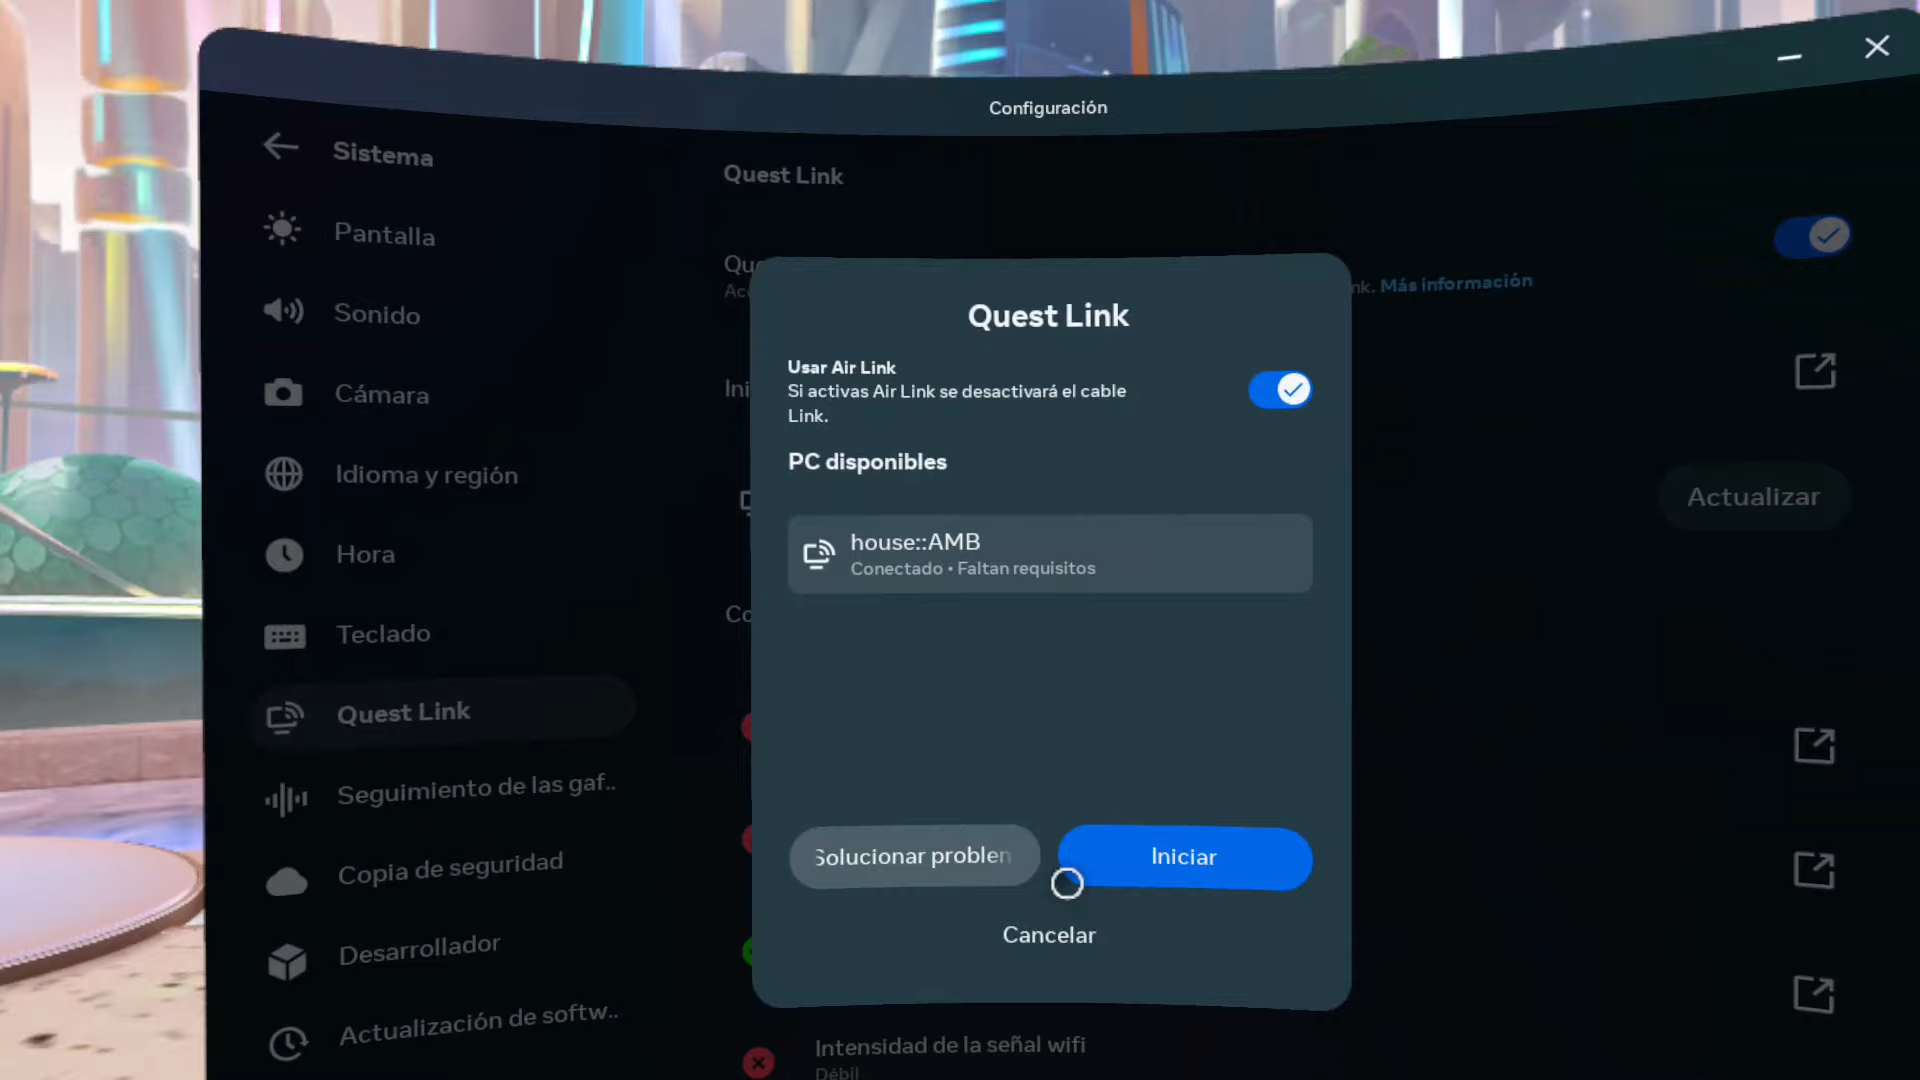 Configuración
Sistema
Pantalla
Sonido
Cámara
Idioma y región
Hora
Teclado
Quest Link
Seguimiento de las gaf..
Copia de seguridad
Desarrollador
Actualización de softw..
Quest Link
nk. Más información
Actualizar
Quest Link
Usar Air Link
Si activas Air Link se desactivará el cable
Link.
PC disponibles
house::AMB
Conectado • Faltan requisitos
Solucionar problen
Iniciar
Cancelar
Intensidad de la señal wifi
Débil